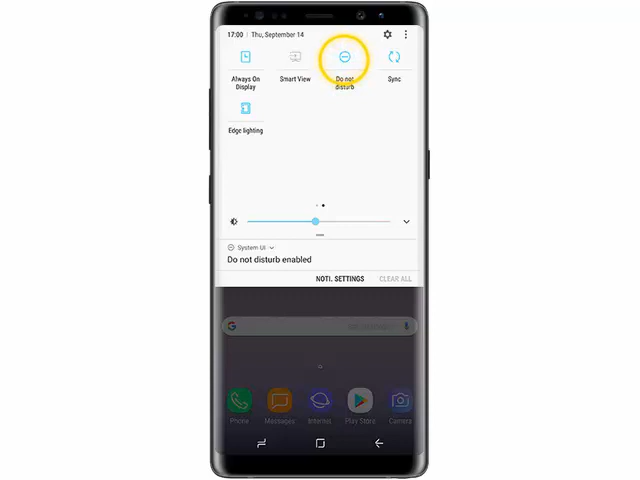 17:00 | Thu, September 14
Always On
Display
Smart View
Do not
disturb
Sync
Edge lighting
System UI
Do not disturb enabled
NOTI. SETTINGS
CLEAR ALL
G
Phone
Messages
Internet
Play Store
Camera